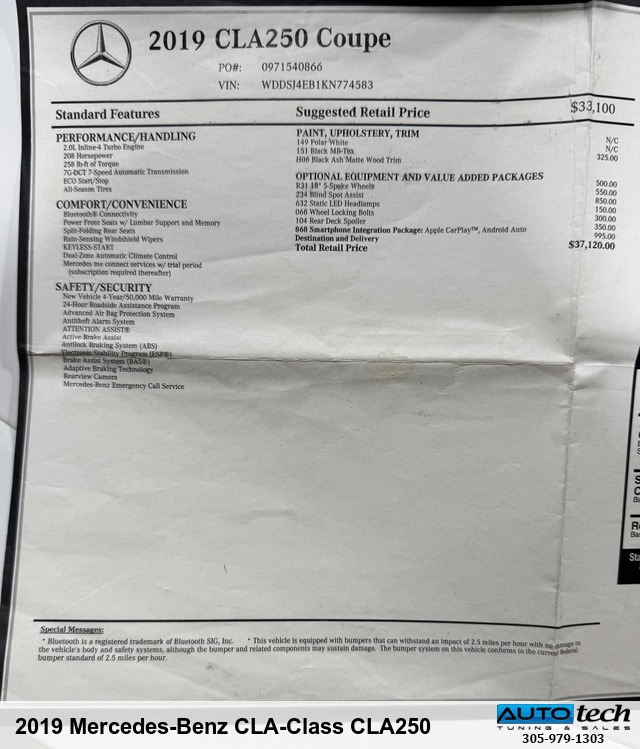 2019 CLA250 Coupe
PO#: 0971540866
VIN: WDDSJ4EB1KN774583
Standard Features
Suggested Retail Price $33,100
PERFORMANCE/HANDLING
2.0L Inline-4 Turbo Engine
208 Horsepower
258 lb-ft of Torque
7G-DCT 7-Speed Automatic Transmission
ECO Start/Stop
All-Season Tires
COMFORT/CONVENIENCE
Bluetooth® Connectivity
Power Front Seats w/ Lumbar Support and Memory
Split-Folding Rear Seats
Rain-Sensing Windshield Wipers
KEYLESS-START
Dual-Zone Automatic Climate Control
Mercedes me connect services w/ trial period
(subscription required thereafter)
SAFETY/SECURITY
New Vehicle 4-Year/50,000 Mile Warranty
24-Hour Roadside Assistance Program
Advanced Air Bag Protection System
Antitheft Alarm System
ATTENTION ASSIST®
Active Brake Assist
Antilock Braking System (ABS)
Electronic Stability Program (ESP®)
Brake Assist System (BAS®)
Adaptive Braking Technology
Rearview Camera
Mercedes-Benz Emergency Call Service
PAINT, UPHOLSTERY, TRIM
149 Polar White N/C
151 Black MB-Tex N/C
H06 Black Ash Matte Wood Trim 325.00
OPTIONAL EQUIPMENT AND VALUE ADDED PACKAGES
R31 18" 5-Spoke Wheels 500.00
234 Blind Spot Assist 550.00
632 Static LED Headlamps 850.00
068 Wheel Locking Bolts 150.00
104 Rear Deck Spoiler 300.00
868 Smartphone Integration Package: Apple CarPlay™, Android Auto 350.00
Destination and Delivery 995.00
Total Retail Price $37,120.00
Special Messages:
* Bluetooth is a registered trademark of Bluetooth SIG, Inc. * This vehicle is equipped with bumpers that can withstand an impact of 2.5 miles per hour with no damage to
the vehicle's body and safety systems, although the bumper and related components may sustain damage. The bumper system on this vehicle conforms to the current federal
bumper standard of 2.5 miles per hour.
2019 Mercedes-Benz CLA-Class CLA250
AUTO tech
TUNING & SALES
305-979-1303